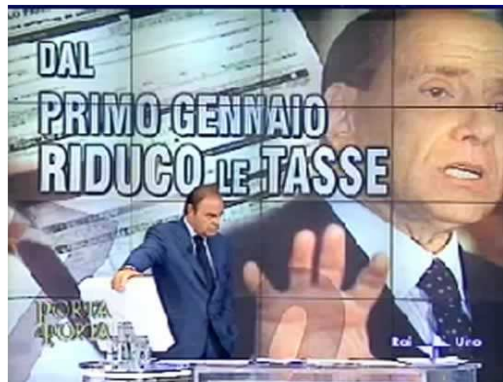 DAL
PRIMO GENNAIO
RIDUCO LE TASSE
PORTA
A PORTA
Rai Uno